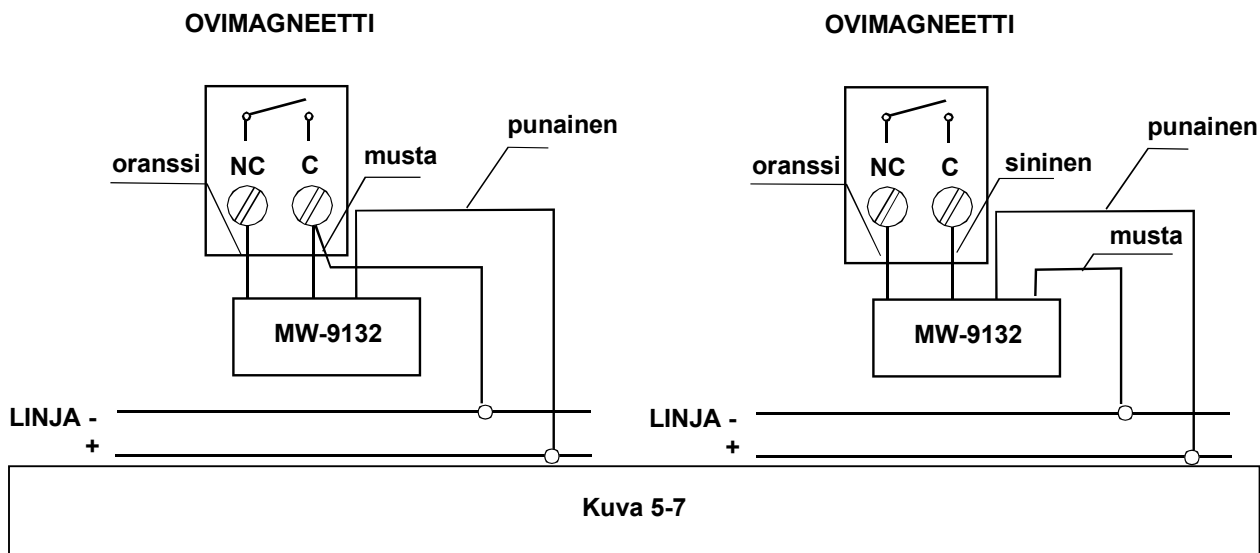 OVIMAGNEETTI
punainen
oranssi
NC
C
musta
MW-9132
LINJA -
+
OVIMAGNEETTI
punainen
oranssi
NC
C
sininen
musta
MW-9132
LINJA -
+
Kuva 5-7